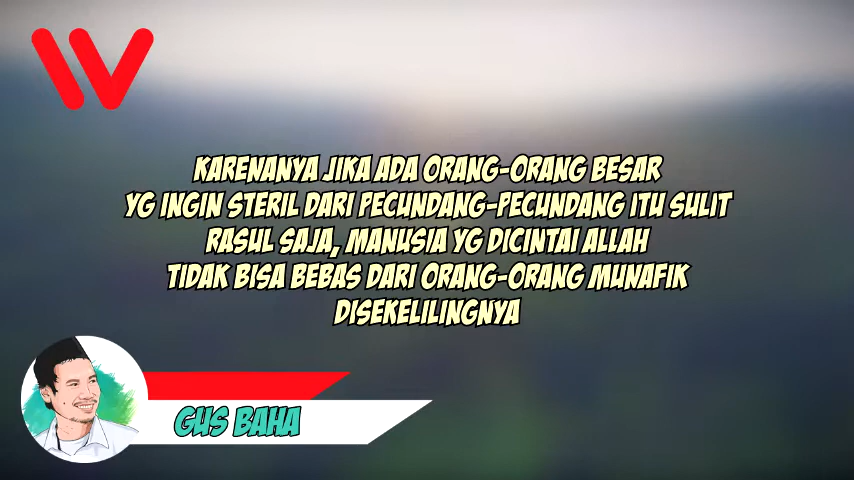 KARENANYA JIKA ADA ORANG-ORANG BESAR
YG INGIN STERIL DARI PECUNDANG-PECUNDANG ITU SULIT
RASUL SAJA, MANUSIA YG DICINTAI ALLAH
TIDAK BISA BEBAS DARI ORANG-ORANG MUNAFIK
DISEKELILINGNYA
GUS BAHA